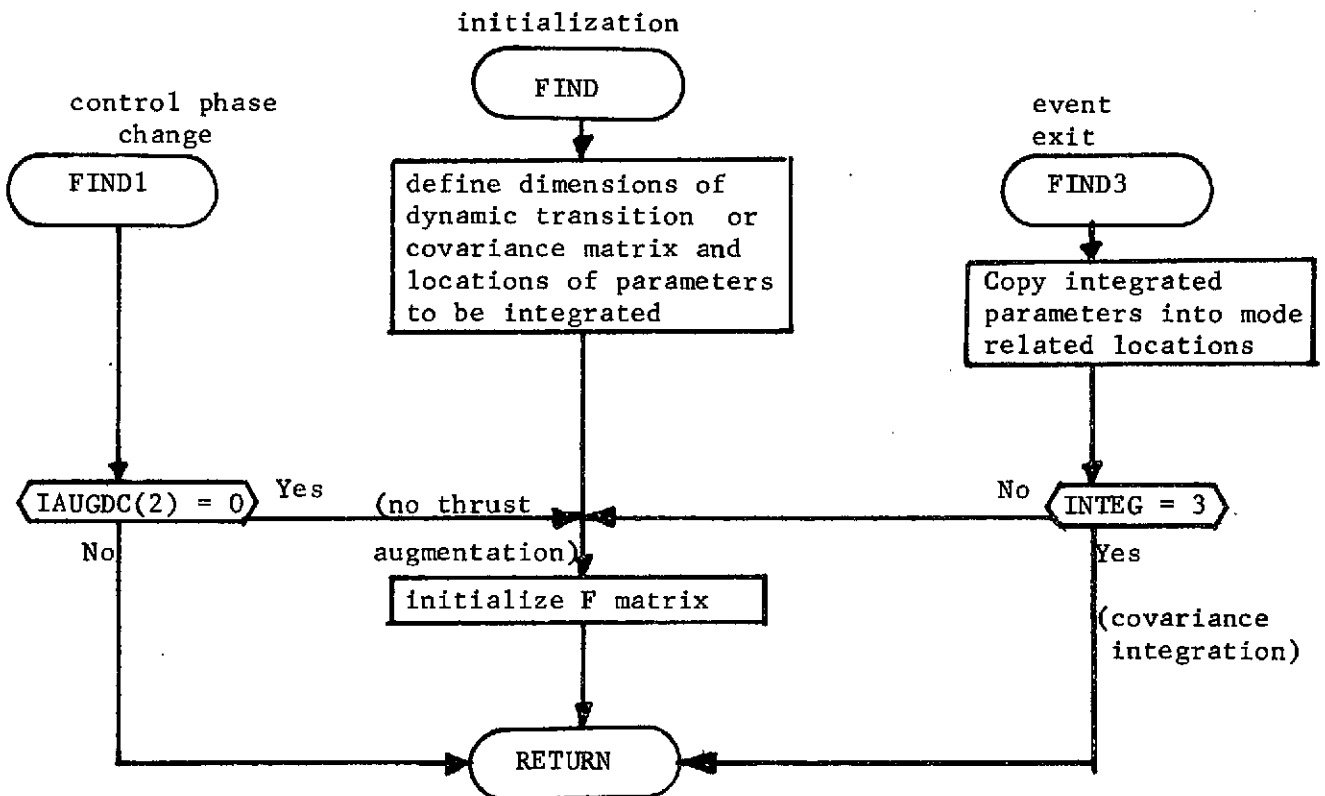 initialization
FIND
control phase
change
FIND1
event
exit
FIND3
define dimensions of
dynamic transition or
covariance matrix and
locations of parameters
to be integrated
Copy integrated
parameters into mode
related locations
IAUGDC(2) = 0
Yes
(no thrust
augmentation)
No
No
INTEG = 3
Yes
(covariance
integration)
initialize F matrix
RETURN